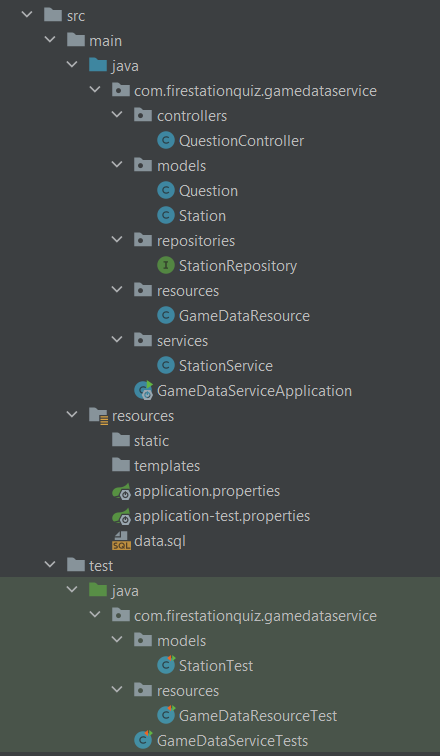 src
main
java
com.firestationquiz.gamedataservice
controllers
C QuestionController
models
C Question
C Station
repositories
I StationRepository
resources
C GameDataResource
services
C StationService
GameDataServiceApplication
resources
static
templates
application.properties
application-test.properties
SQL data.sql
test
java
com.firestationquiz.gamedataservice
models
C StationTest
resources
C GameDataResourceTest
C GameDataServiceTests